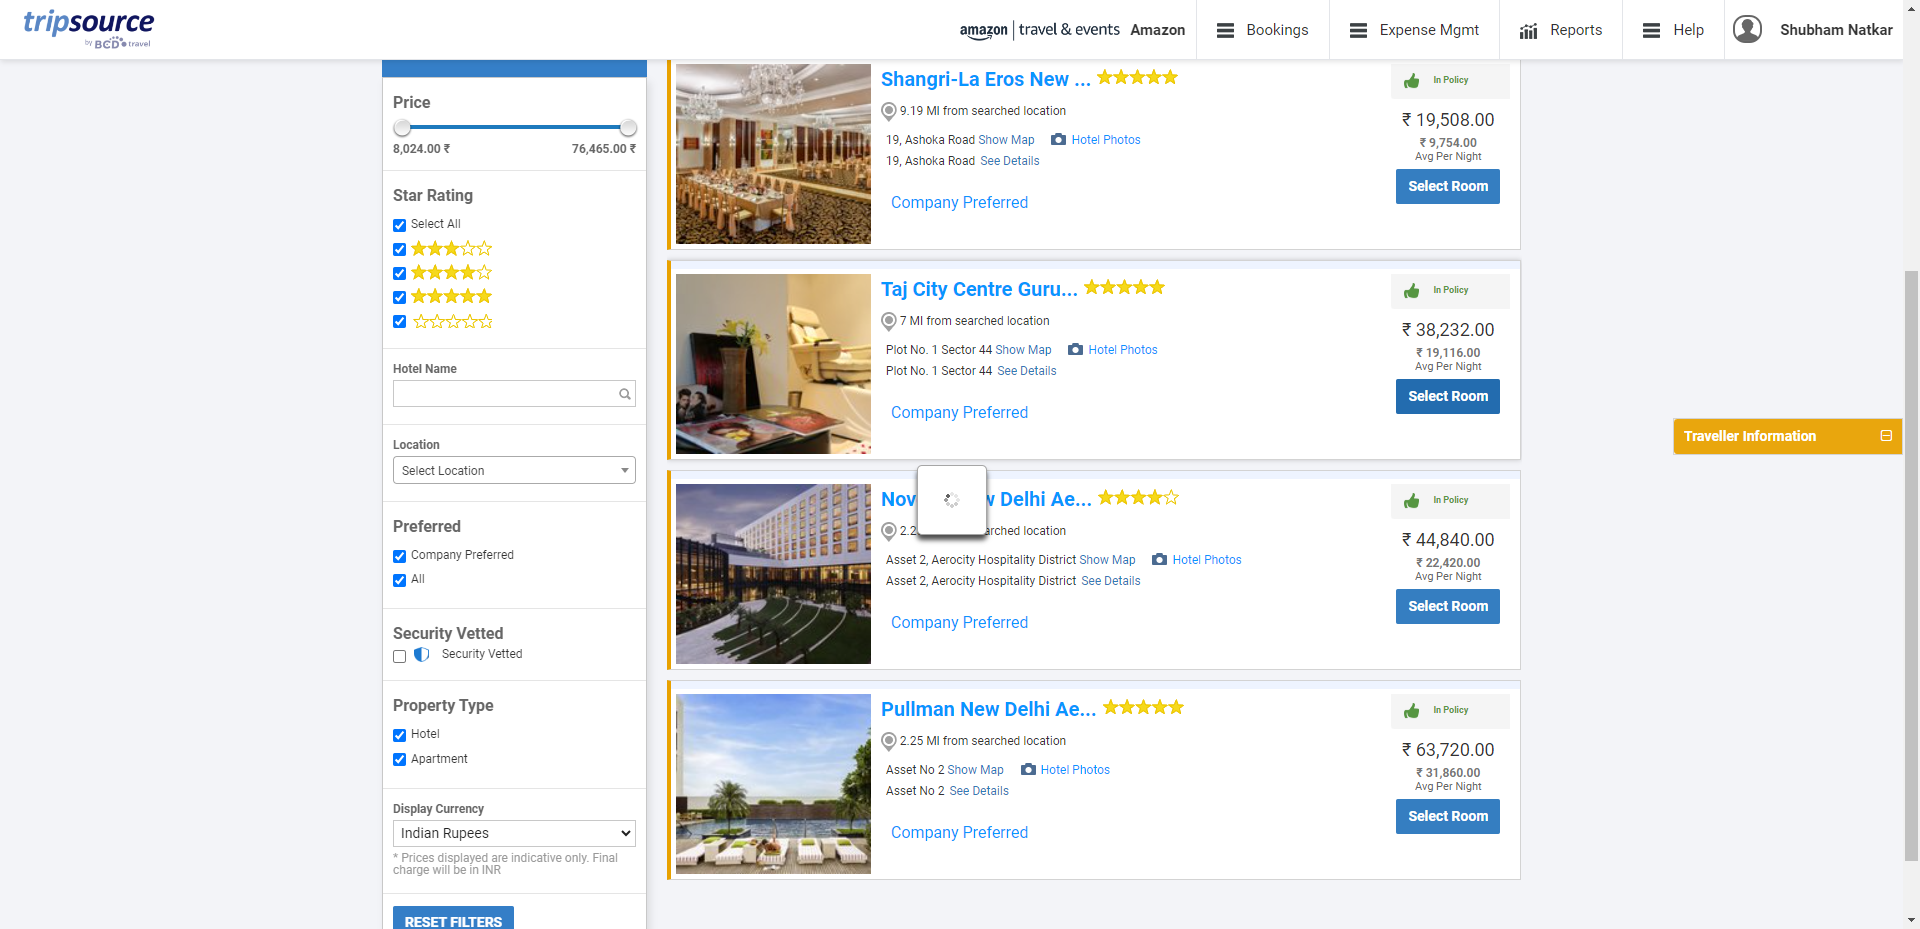 tripsource
by BCD travel
amazon | travel & events
Amazon
Bookings
Expense Mgmt
Reports
Help
Shubham Natkar
Price
8,024.00 ₹
76,465.00 ₹
Star Rating
Select All
Hotel Name
Location
Select Location
Preferred
Company Preferred
All
Security Vetted
Security Vetted
Property Type
Hotel
Apartment
Display Currency
Indian Rupees
* Prices displayed are indicative only. Final
charge will be in INR
RESET FILTERS
Shangri-La Eros New ...
9.19 MI from searched location
19, Ashoka Road Show Map Hotel Photos
19, Ashoka Road See Details
Company Preferred
In Policy
₹ 19,508.00
₹ 9,754.00
Avg Per Night
Select Room
Taj City Centre Guru...
7 MI from searched location
Plot No. 1 Sector 44 Show Map Hotel Photos
Plot No. 1 Sector 44 See Details
Company Preferred
In Policy
₹ 38,232.00
₹ 19,116.00
Avg Per Night
Select Room
Delhi Ae...
location
Asset 2, Aerocity Hospitality District Show Map Hotel Photos
Asset 2, Aerocity Hospitality District See Details
Company Preferred
In Policy
₹ 44,840.00
₹ 22,420.00
Avg Per Night
Select Room
Pullman New Delhi Ae...
2.25 MI from searched location
Asset No 2 Show Map Hotel Photos
Asset No 2 See Details
Company Preferred
In Policy
₹ 63,720.00
₹ 31,860.00
Avg Per Night
Select Room
Traveller Information